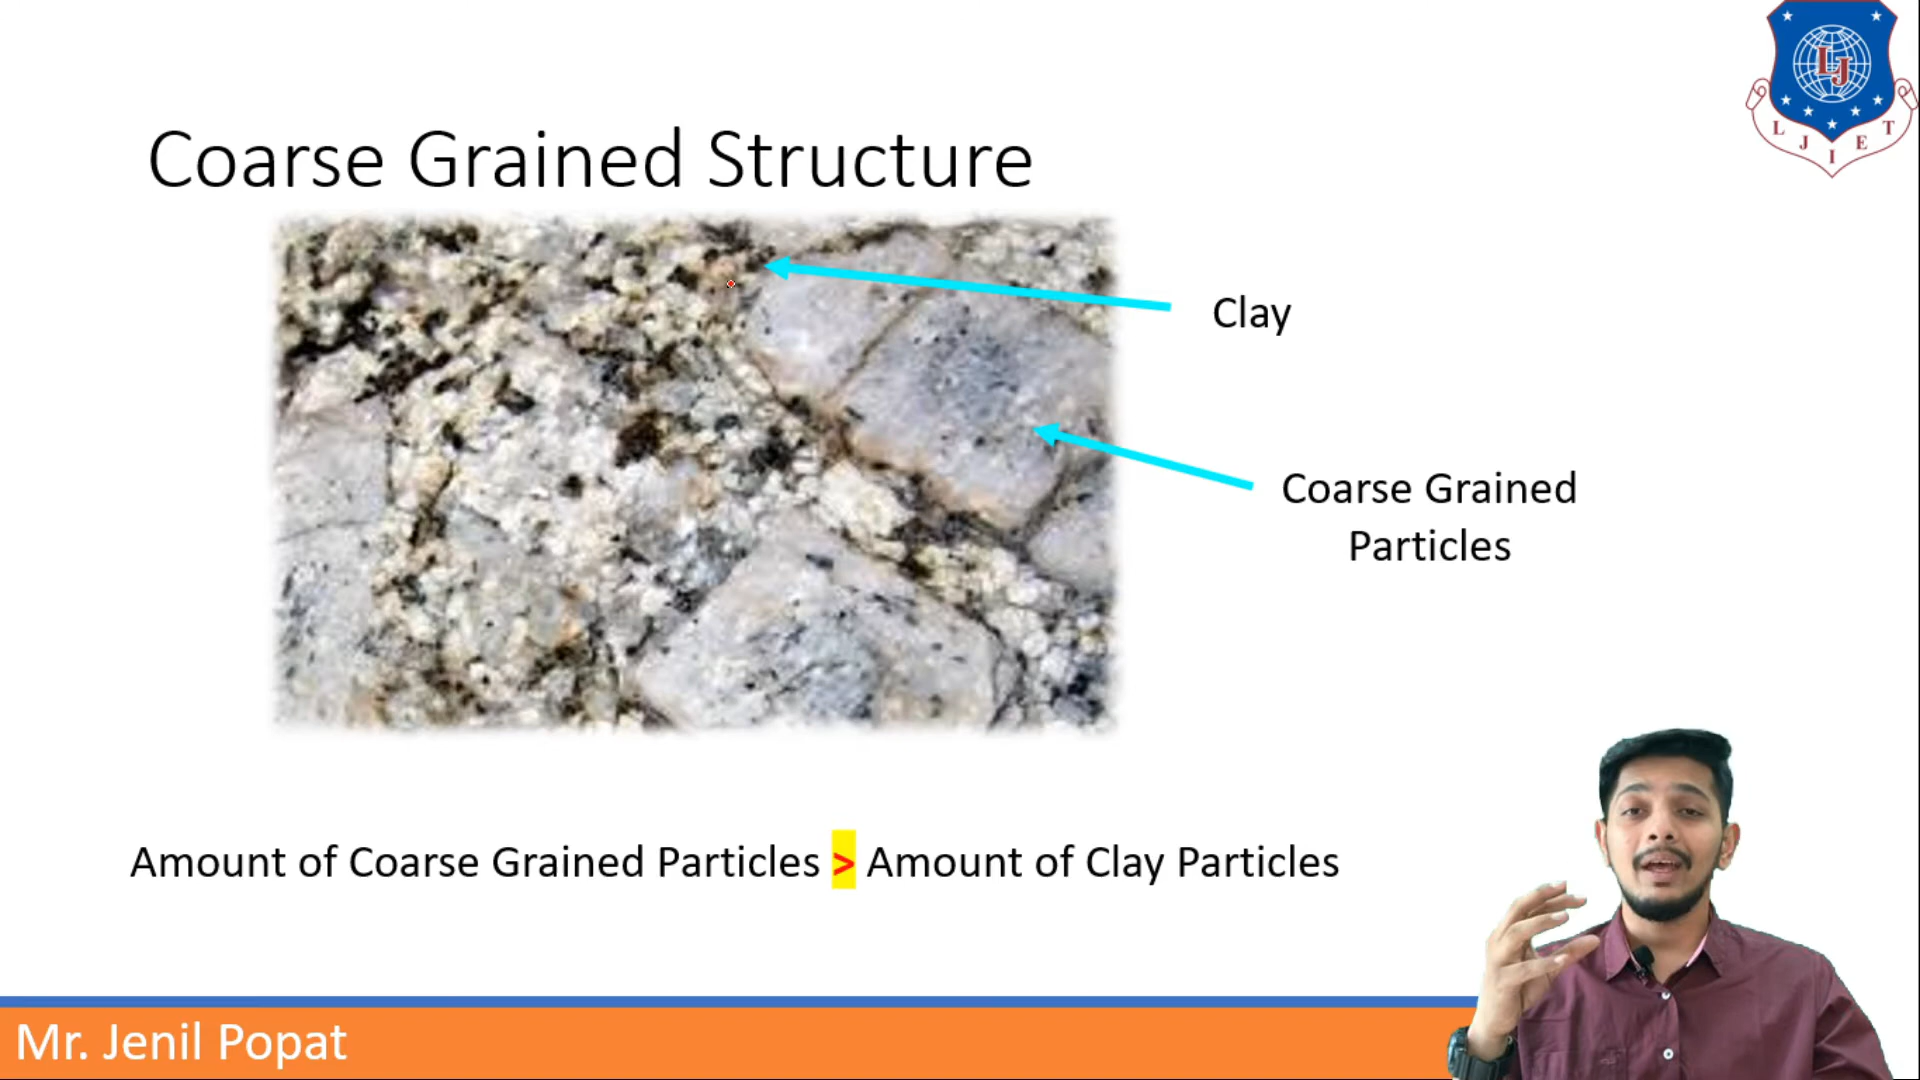 Coarse Grained Structure
LJ
L J I E T
Clay
Coarse Grained
Particles
Amount of Coarse Grained Particles > Amount of Clay Particles
Mr. Jenil Popat